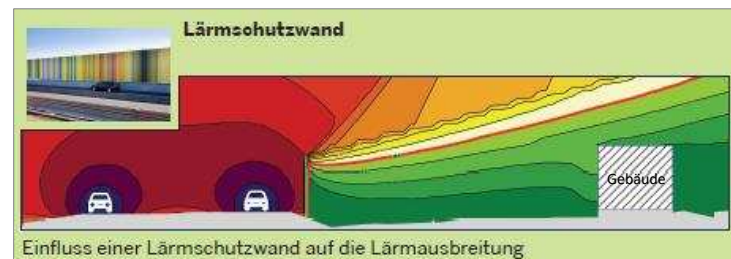 Lärmschutzwand
Gebäude
Einfluss einer Lärmschutzwand auf die Lärmausbreitung